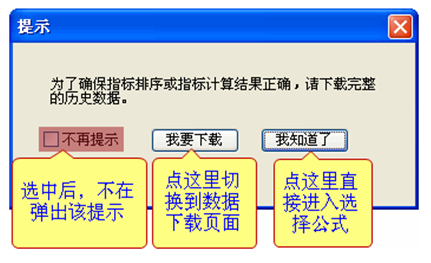 提示
为了确保指标排序或指标计算结果正确，请下载完整
的历史数据。
不再提示
我要下载
我知道了
选中后，不在
弹出该提示
点这里切
换到数据
下载页面
点这里直
接进入选
择公式